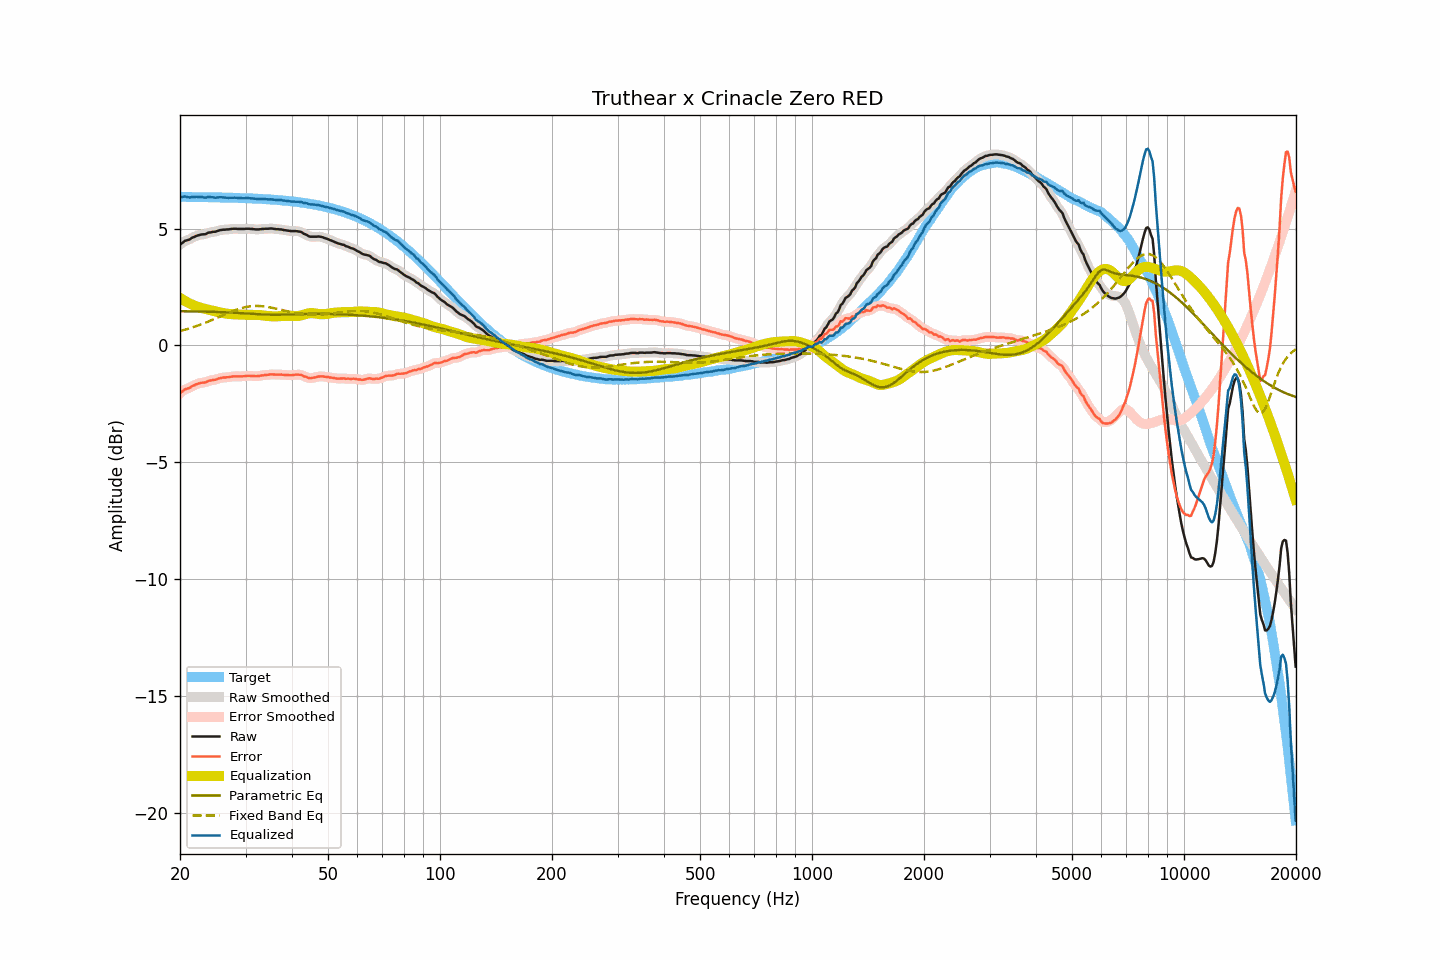 Truthear x Crinacle Zero RED
Amplitude (dBr)
5
0
−5
−10
−15
−20
Target
Raw Smoothed
Error Smoothed
Raw
Error
Equalization
Parametric Eq
Fixed Band Eq
Equalized
20 50 100 200 500 1000 2000 5000 10000 20000
Frequency (Hz)